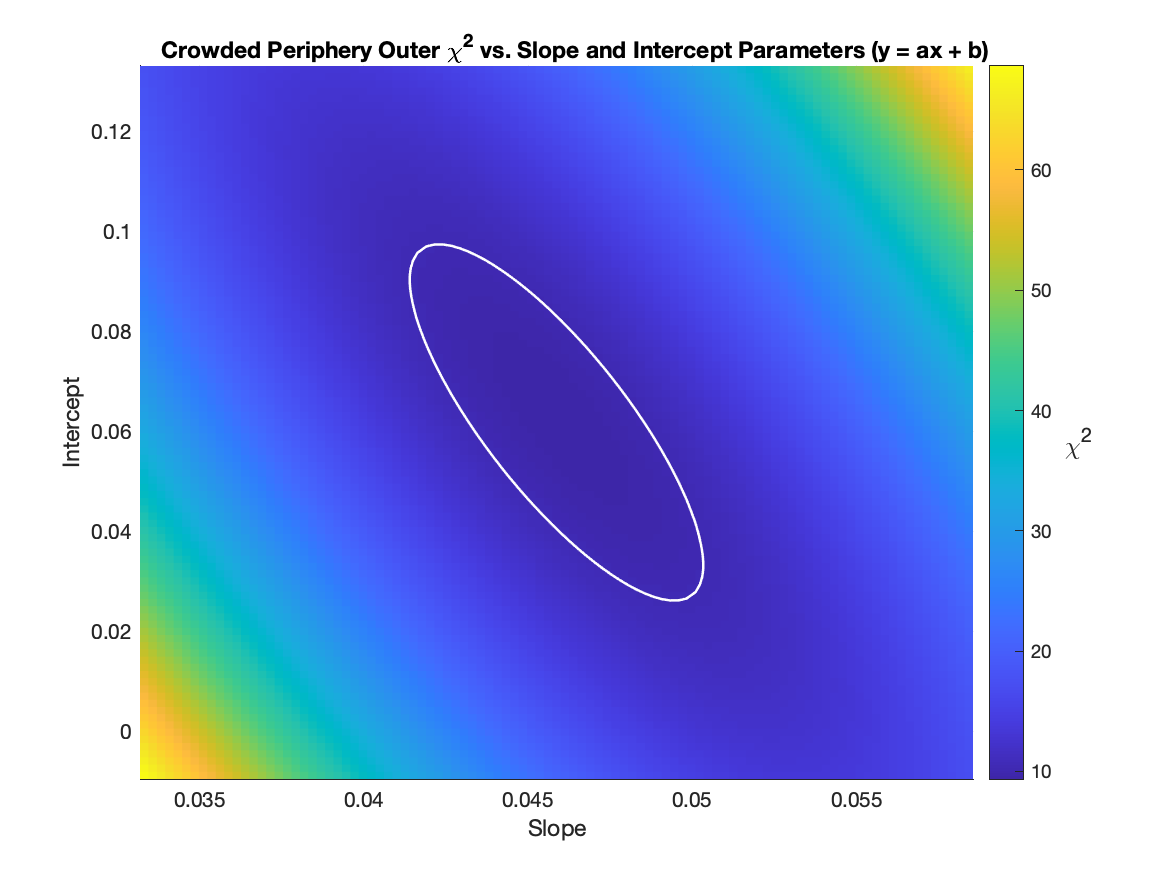 Crowded Periphery Outer χ² vs. Slope and Intercept Parameters (y = ax + b)
0.12
0.1
0.08
0.06
0.04
0.02
0
Intercept
0.035 0.04 0.045 0.05 0.055
Slope
60
50
40
30
20
10
χ²